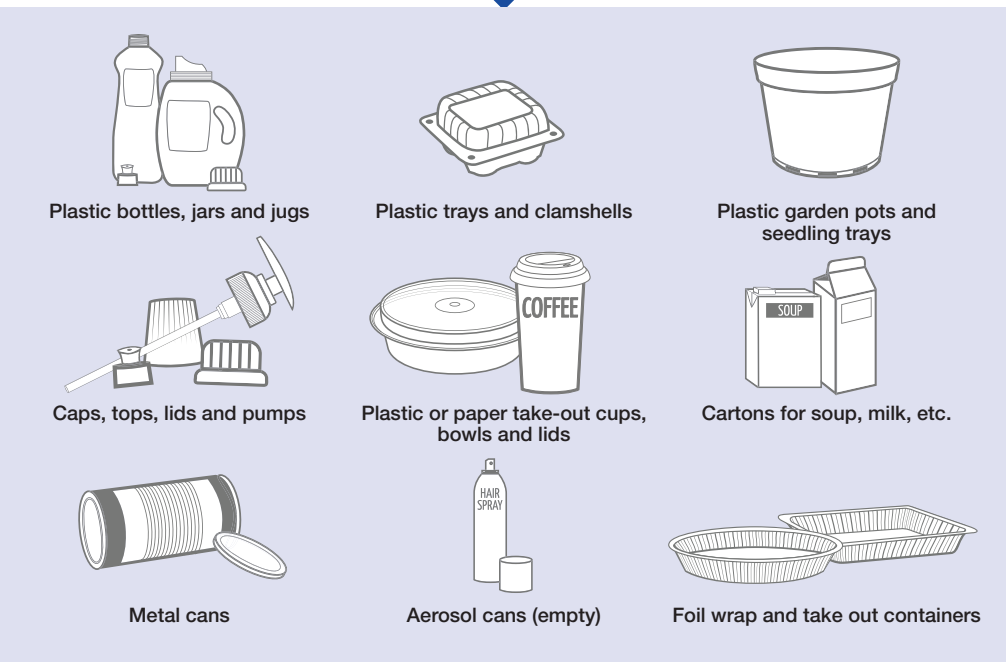 Plastic bottles, jars and jugs
Plastic trays and clamshells
Plastic garden pots and
seedling trays
COFFEE
SOUP
Caps, tops, lids and pumps
Plastic or paper take-out cups,
bowls and lids
Cartons for soup, milk, etc.
HAIR
SPRAY
Metal cans
Aerosol cans (empty)
Foil wrap and take out containers